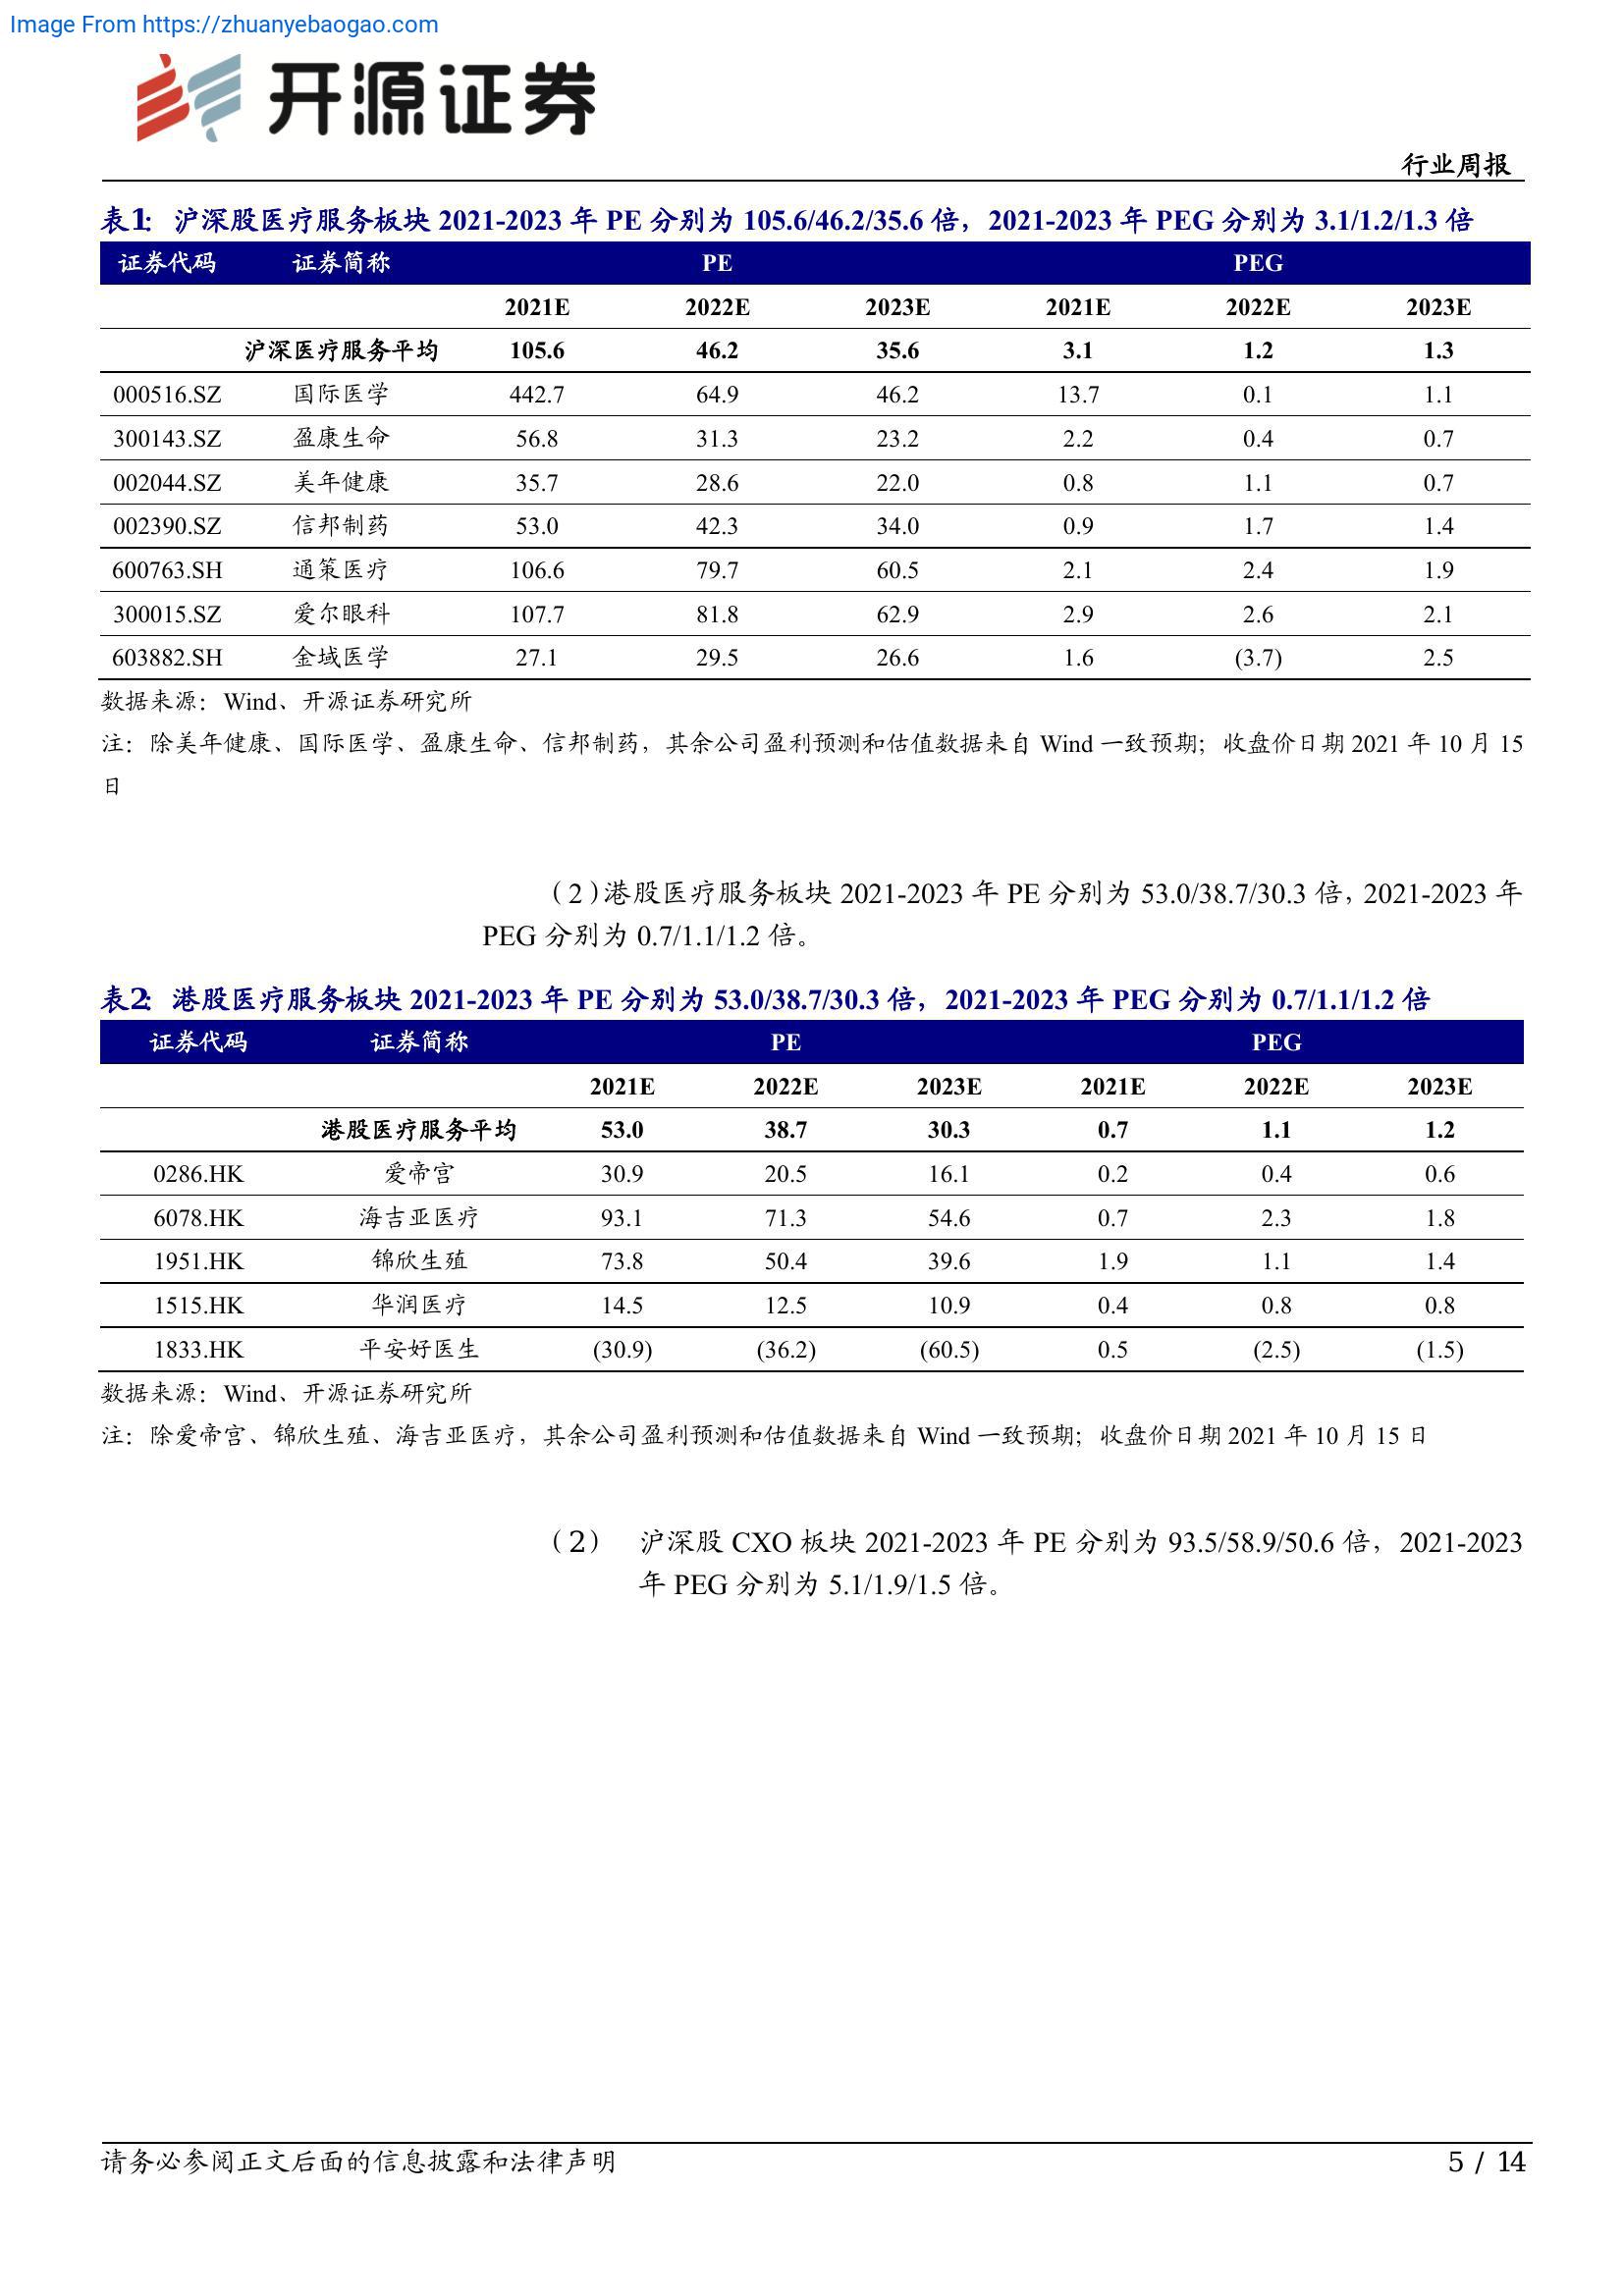 Image From https://zhuanyebaogao.com
开源证券
行业周报
表1： 沪深股医疗服务板块 2021-2023 年 PE 分别为 105.6/46.2/35.6 倍，2021-2023 年 PEG 分别为 3.1/1.2/1.3 倍
证券代码 证券简称 PE PEG
2021E 2022E 2023E 2021E 2022E 2023E
沪深医疗服务平均 105.6 46.2 35.6 3.1 1.2 1.3
000516.SZ 国际医学 442.7 64.9 46.2 13.7 0.1 1.1
300143.SZ 盈康生命 56.8 31.3 23.2 2.2 0.4 0.7
002044.SZ 美年健康 35.7 28.6 22.0 0.8 1.1 0.7
002390.SZ 信邦制药 53.0 42.3 34.0 0.9 1.7 1.4
600763.SH 通策医疗 106.6 79.7 60.5 2.1 2.4 1.9
300015.SZ 爱尔眼科 107.7 81.8 62.9 2.9 2.6 2.1
603882.SH 金域医学 27.1 29.5 26.6 1.6 (3.7) 2.5
数据来源：Wind、开源证券研究所
注：除美年健康、国际医学、盈康生命、信邦制药，其余公司盈利预测和估值数据来自 Wind 一致预期；收盘价日期 2021 年 10 月 15
日
（2）港股医疗服务板块 2021-2023 年 PE 分别为 53.0/38.7/30.3 倍，2021-2023 年
PEG 分别为 0.7/1.1/1.2 倍。
表2： 港股医疗服务板块 2021-2023 年 PE 分别为 53.0/38.7/30.3 倍，2021-2023 年 PEG 分别为 0.7/1.1/1.2 倍
证券代码 证券简称 PE PEG
2021E 2022E 2023E 2021E 2022E 2023E
港股医疗服务平均 53.0 38.7 30.3 0.7 1.1 1.2
0286.HK 爱帝宫 30.9 20.5 16.1 0.2 0.4 0.6
6078.HK 海吉亚医疗 93.1 71.3 54.6 0.7 2.3 1.8
1951.HK 锦欣生殖 73.8 50.4 39.6 1.9 1.1 1.4
1515.HK 华润医疗 14.5 12.5 10.9 0.4 0.8 0.8
1833.HK 平安好医生 (30.9) (36.2) (60.5) 0.5 (2.5) (1.5)
数据来源：Wind、开源证券研究所
注：除爱帝宫、锦欣生殖、海吉亚医疗，其余公司盈利预测和估值数据来自 Wind 一致预期；收盘价日期 2021 年 10 月 15 日
（2） 沪深股 CXO 板块 2021-2023 年 PE 分别为 93.5/58.9/50.6 倍，2021-2023
年 PEG 分别为 5.1/1.9/1.5 倍。
请务必参阅正文后面的信息披露和法律声明
5 / 14